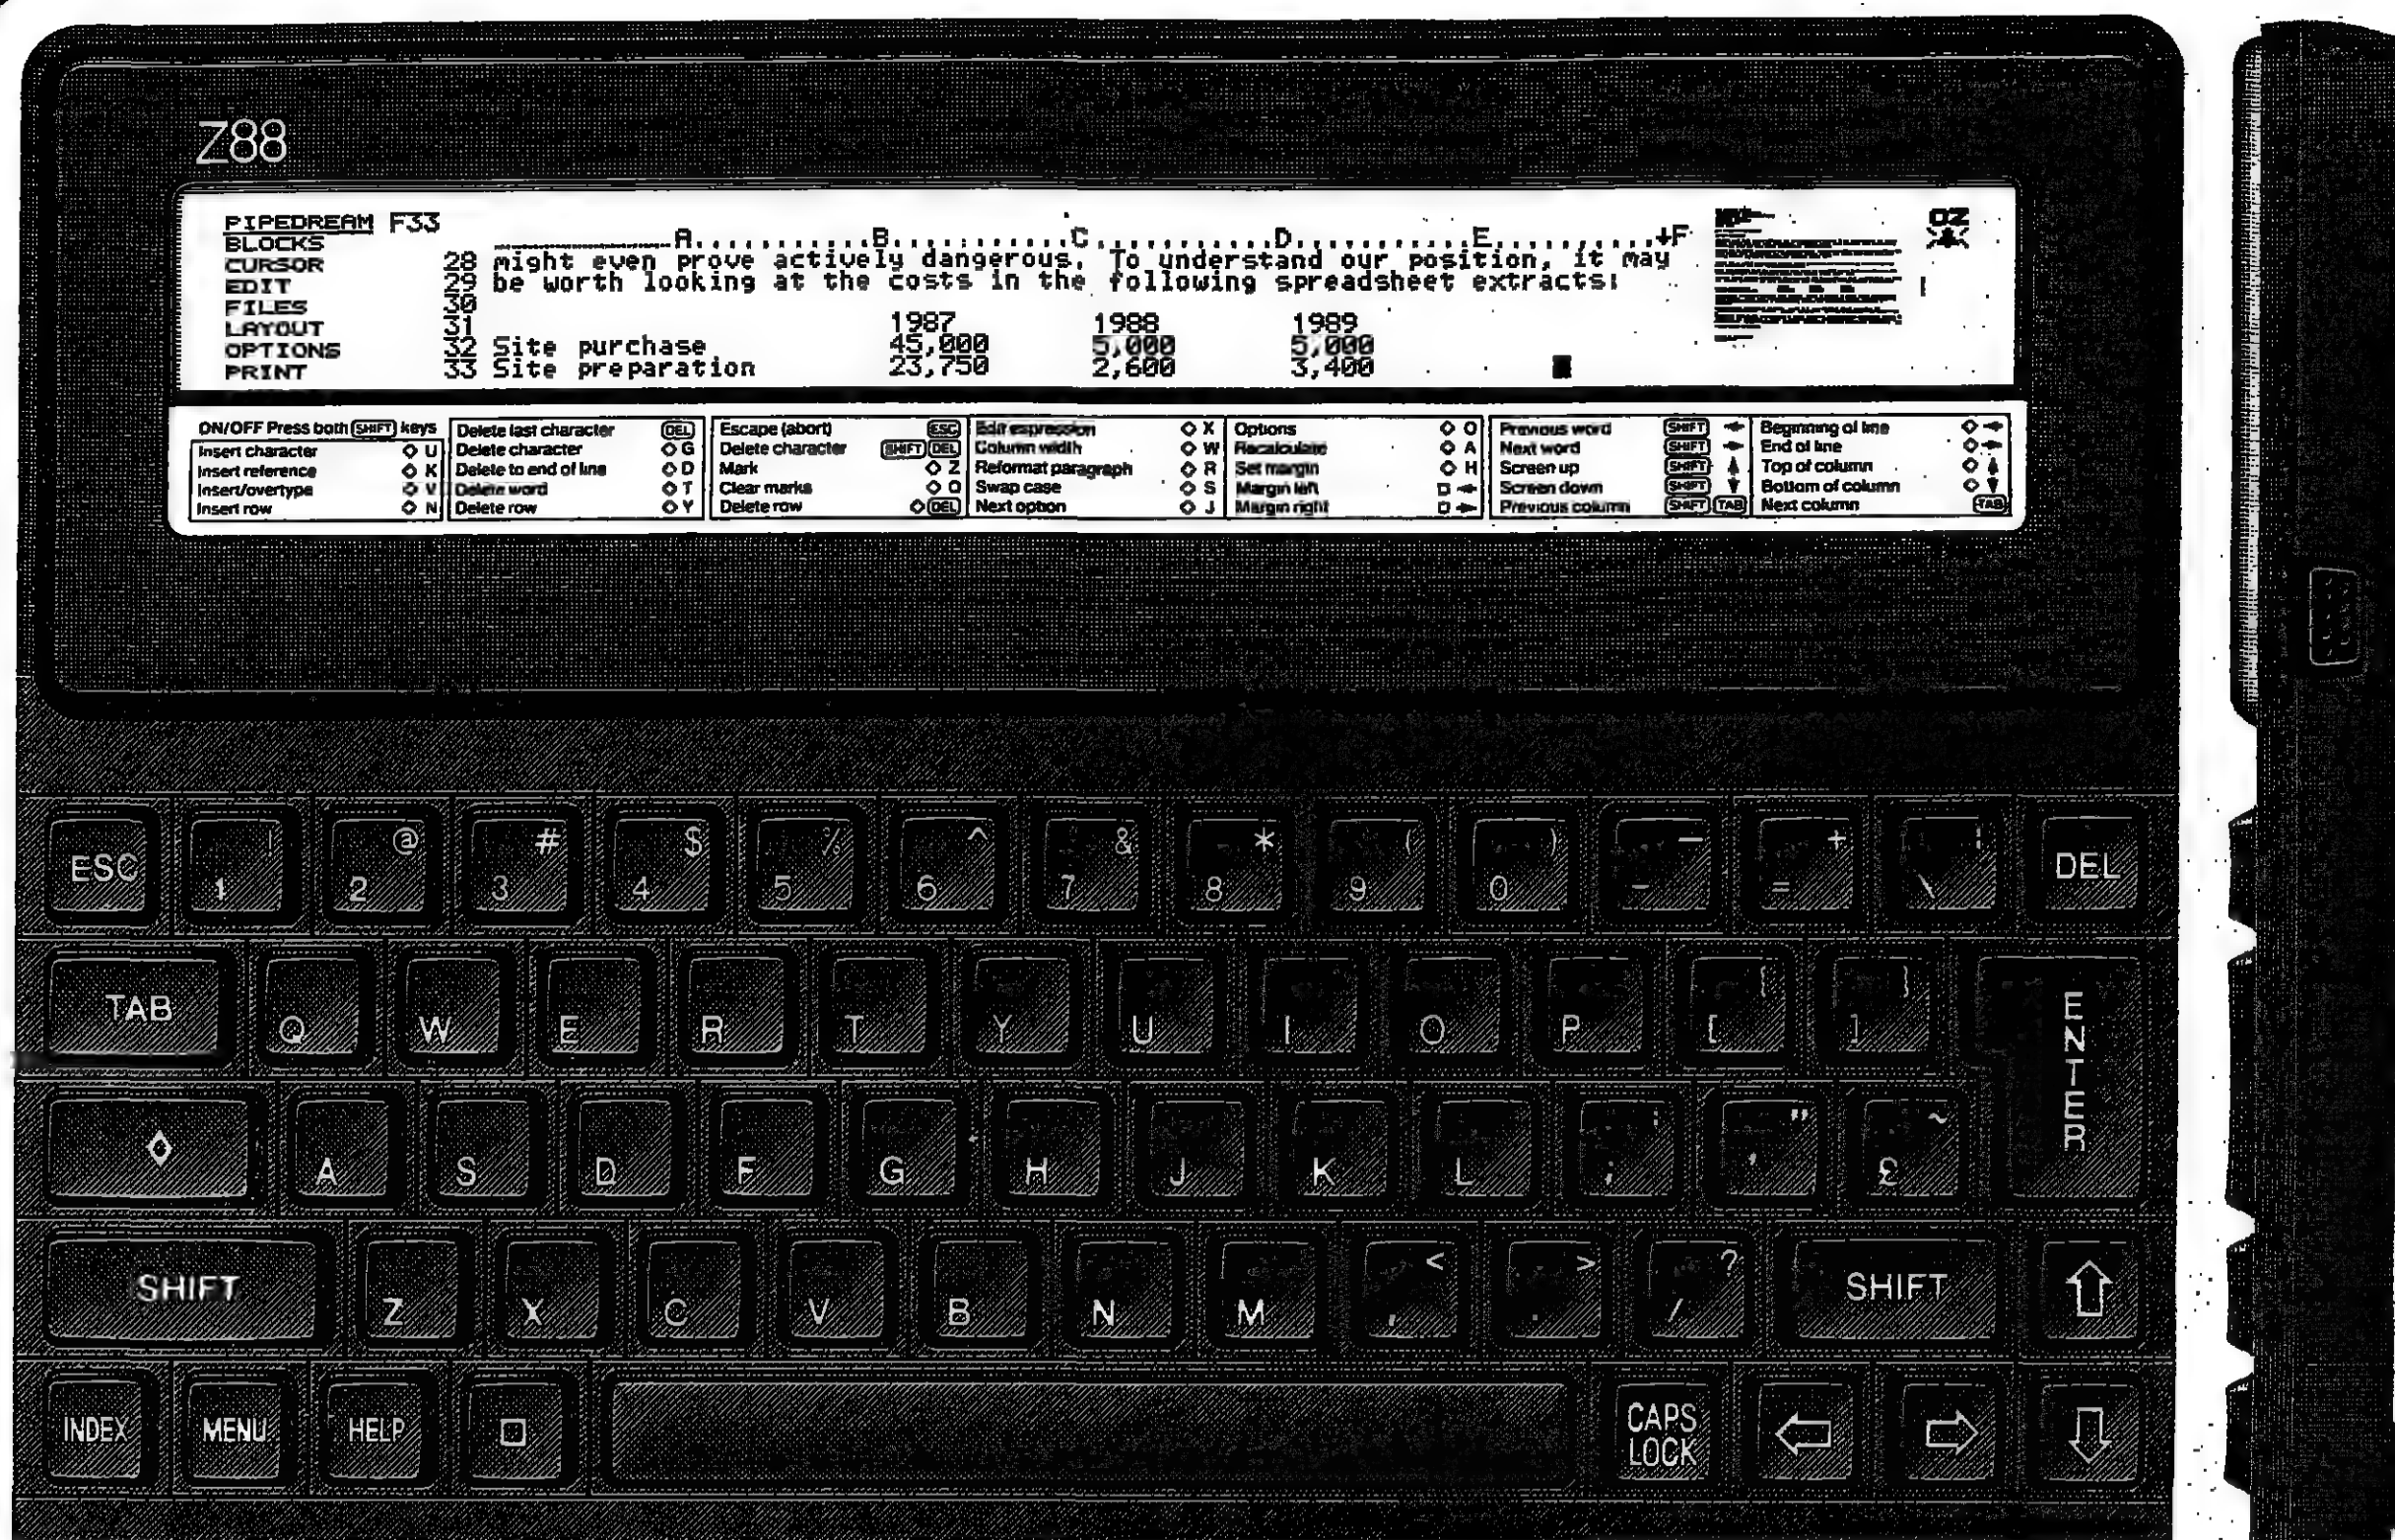 Z88
PIPEDREAM F33
BLOCKS
CURSOR
EDIT
FILES
LAYOUT
OPTIONS
PRINT
A...........B...........C...........D...........E..........↓F
28 might even prove actively dangerous. To understand our position, it may
29 be worth looking at the costs in the following spreadsheet extracts:
30
31 1987 1988 1989
32 Site purchase 45,000 5,000 5,000
33 Site preparation 23,750 2,600 3,400
OZ
ON/OFF Press both SHIFT keys
Insert character ◇ U
Insert reference ◇ K
Insert/overtype ◇ V
Insert row ◇ N
Delete last character DEL
Delete character ◇ G
Delete to end of line ◇ D
Delete word ◇ T
Delete row ◇ Y
Escape (abort) ESC
Delete character SHIFT DEL
Mark ◇ Z
Clear marks ◇ Q
Delete row ◇ DEL
Edit expression ◇ X
Column width ◇ W
Reformat paragraph ◇ R
Swap case ◇ S
Next option ◇ J
Options ◇ O
Recalculate ◇ A
Set margin ◇ H
Margin left □ ←
Margin right □ →
Previous word SHIFT ←
Next word SHIFT →
Screen up SHIFT ↑
Screen down SHIFT ↓
Previous column SHIFT TAB
Beginning of line ◇ ←
End of line ◇ →
Top of column ◇ ↑
Bottom of column ◇ ↓
Next column TAB
ESC 1 @ 2 # 3 $ 4 % 5 ^ 6 & 7 * 8 ( 9 ) 0 — - + = \ DEL
TAB Q W E R T Y U I O P { [ } ] ENTER
◇ A S D F G H J K L : ; " ' ~ £
SHIFT Z X C V B N M < , > . ? / SHIFT ⇧
INDEX MENU HELP □ CAPS LOCK ⇦ ⇨ ⇩